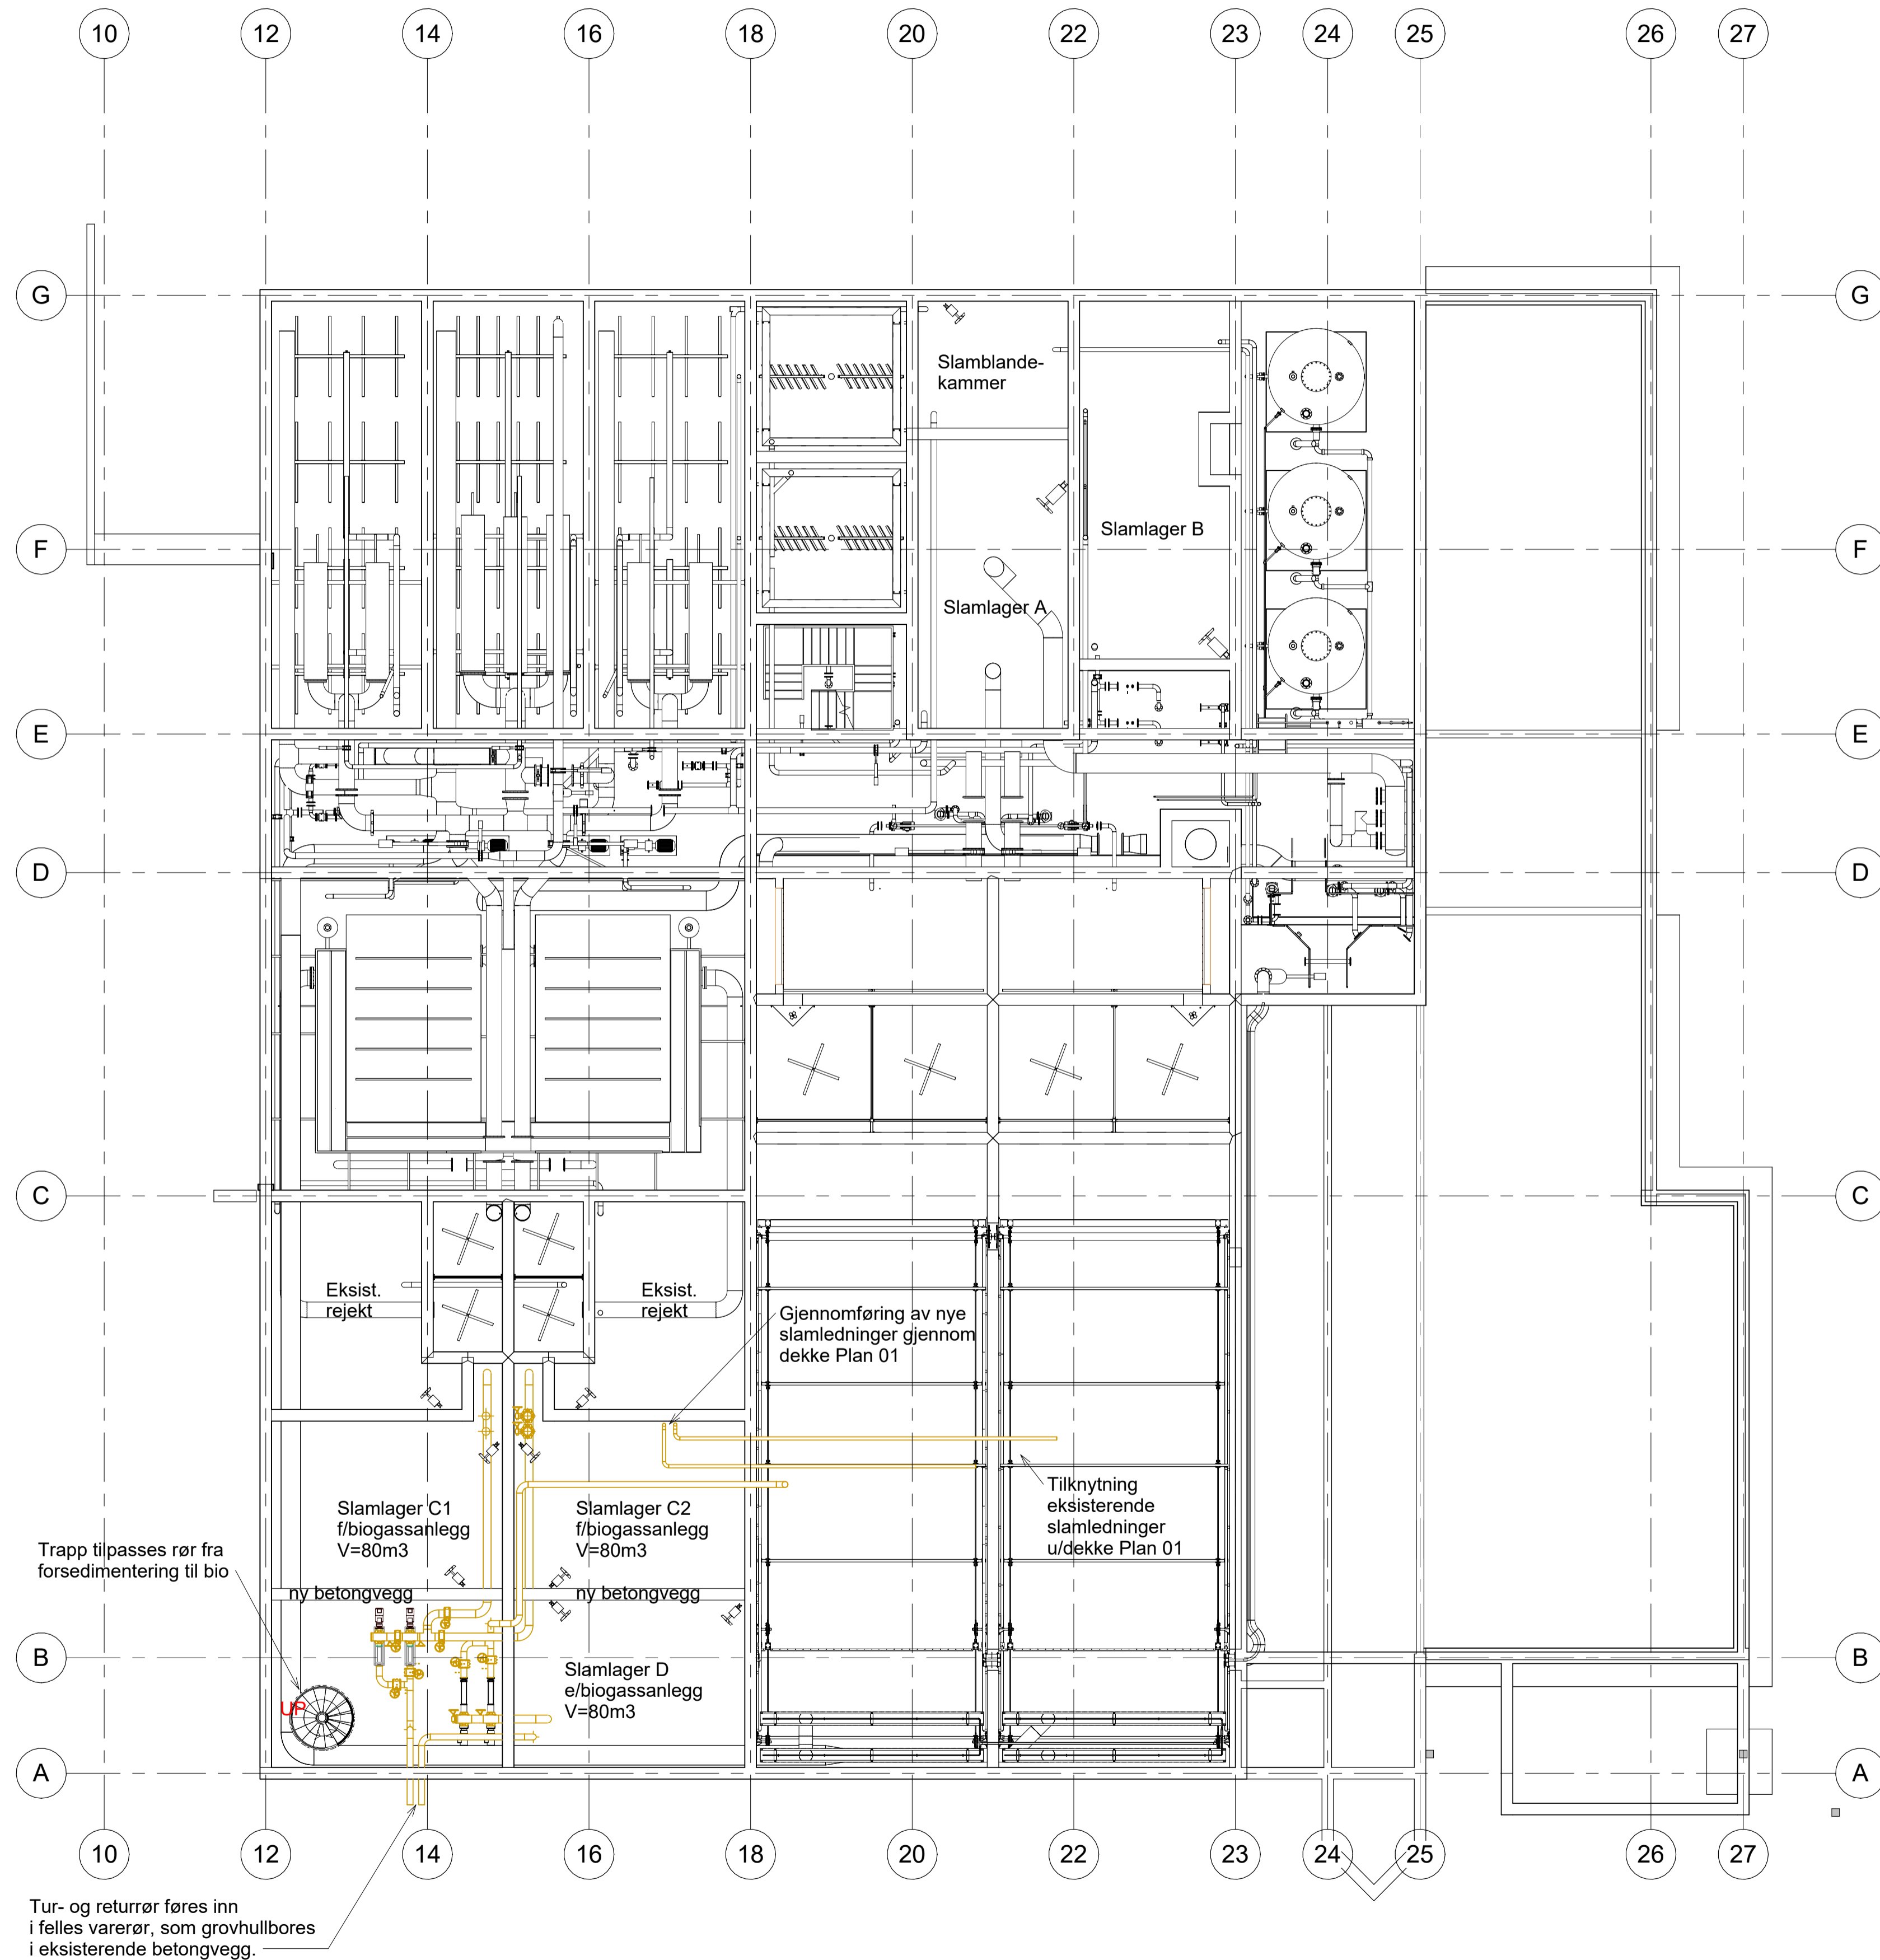 10 12 14 16 18 20 22 23 24 25 26 27
G G
Slamblande-
kammer
F F
Slamlager B
Slamlager A
E E
D D
C C
Eksist.
rejekt
Eksist.
rejekt
Gjennomføring av nye
slamledninger gjennom
dekke Plan 01
Tilknytning
eksisterende
slamledninger
u/dekke Plan 01
Slamlager C1
f/biogassanlegg
V=80m3
Slamlager C2
f/biogassanlegg
V=80m3
Trapp tilpasses rør fra
forsedimentering til bio
ny betongvegg
ny betongvegg
B B
Slamlager D
e/biogassanlegg
V=80m3
UP
A A
10 12 14 16 18 20 22 23 24 25 26 27
Tur- og returrør føres inn
i felles varerør, som grovhullbores
i eksisterende betongvegg.